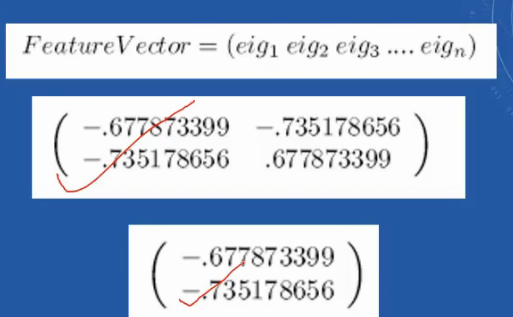 FeatureVector = (eig₁ eig₂ eig₃ .... eigₙ)
( -.677873399 -.735178656
-.735178656 .677873399 )
( -.677873399
-.735178656 )